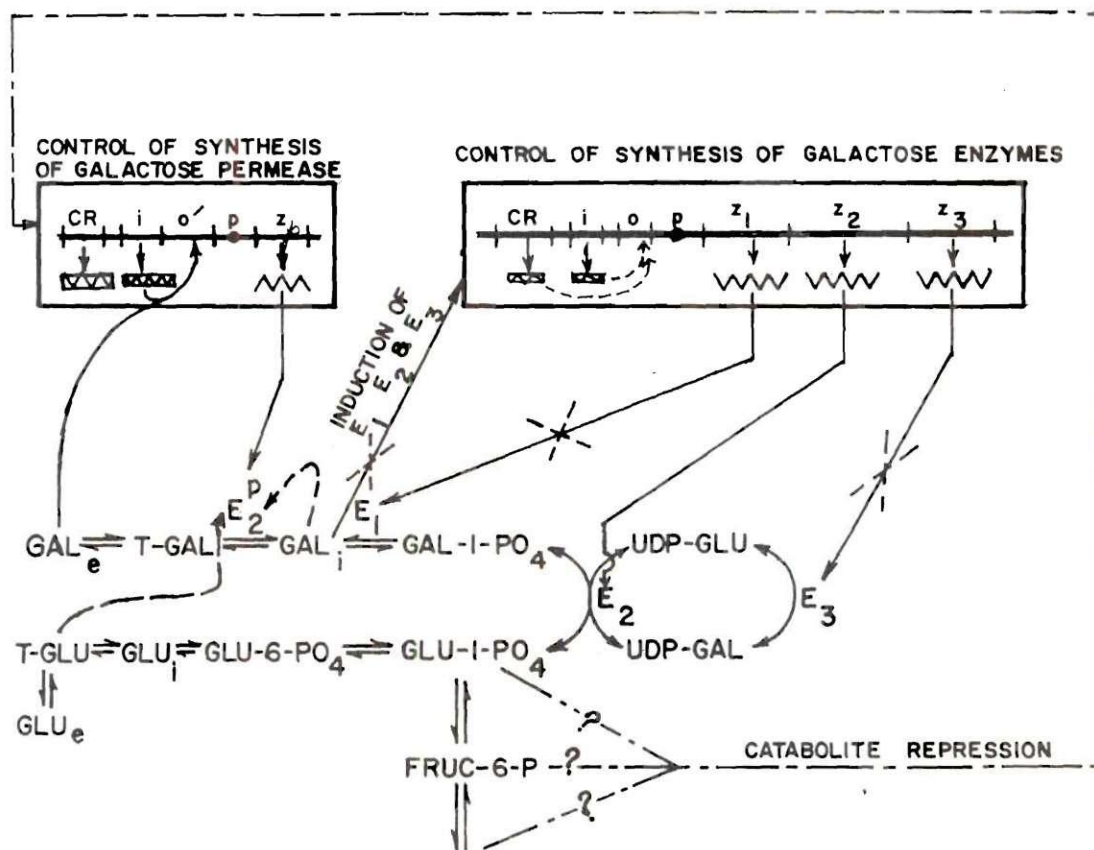 CONTROL OF SYNTHESIS
OF GALACTOSE PERMEASE
CR i o' p z
CONTROL OF SYNTHESIS OF GALACTOSE ENZYMES
CR i o p z1 z2 z3
INDUCTION OF
E1 E2 & E3
E2p
E1
GALe T-GAL GALi GAL-1-PO4 UDP-GLU
E2 E3
T-GLU GLUi GLU-6-PO4 GLU-1-PO4 UDP-GAL
GLUe
?
FRUC-6-P ? CATABOLITE REPRESSION
?